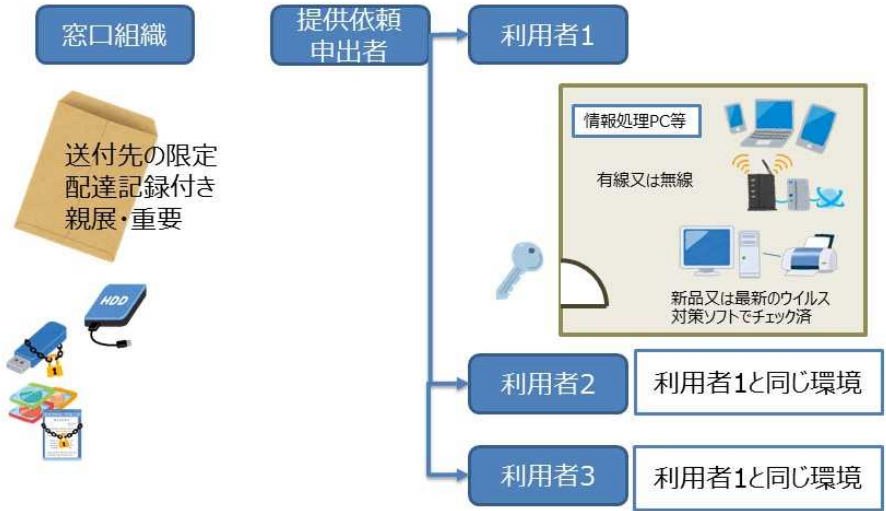 窓口組織
提供依頼
申出者
利用者1
送付先の限定
配達記録付き
親展・重要
情報処理PC等
有線又は無線
新品又は最新のウイルス
対策ソフトでチェック済
HDD
利用者2
利用者1と同じ環境
利用者3
利用者1と同じ環境